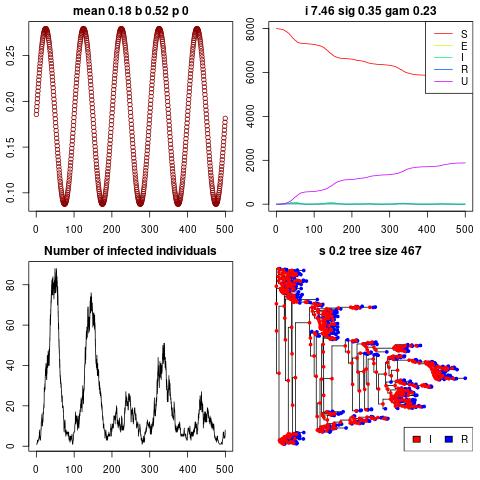 mean 0.18 b 0.52 p 0
0.10 0.15 0.20 0.25
0 100 200 300 400 500
i 7.46 sig 0.35 gam 0.23
0 2000 4000 6000 8000
0 100 200 300 400 500
S
E
I
R
U
Number of infected individuals
0 20 40 60 80
0 100 200 300 400 500
s 0.2 tree size 467
I R